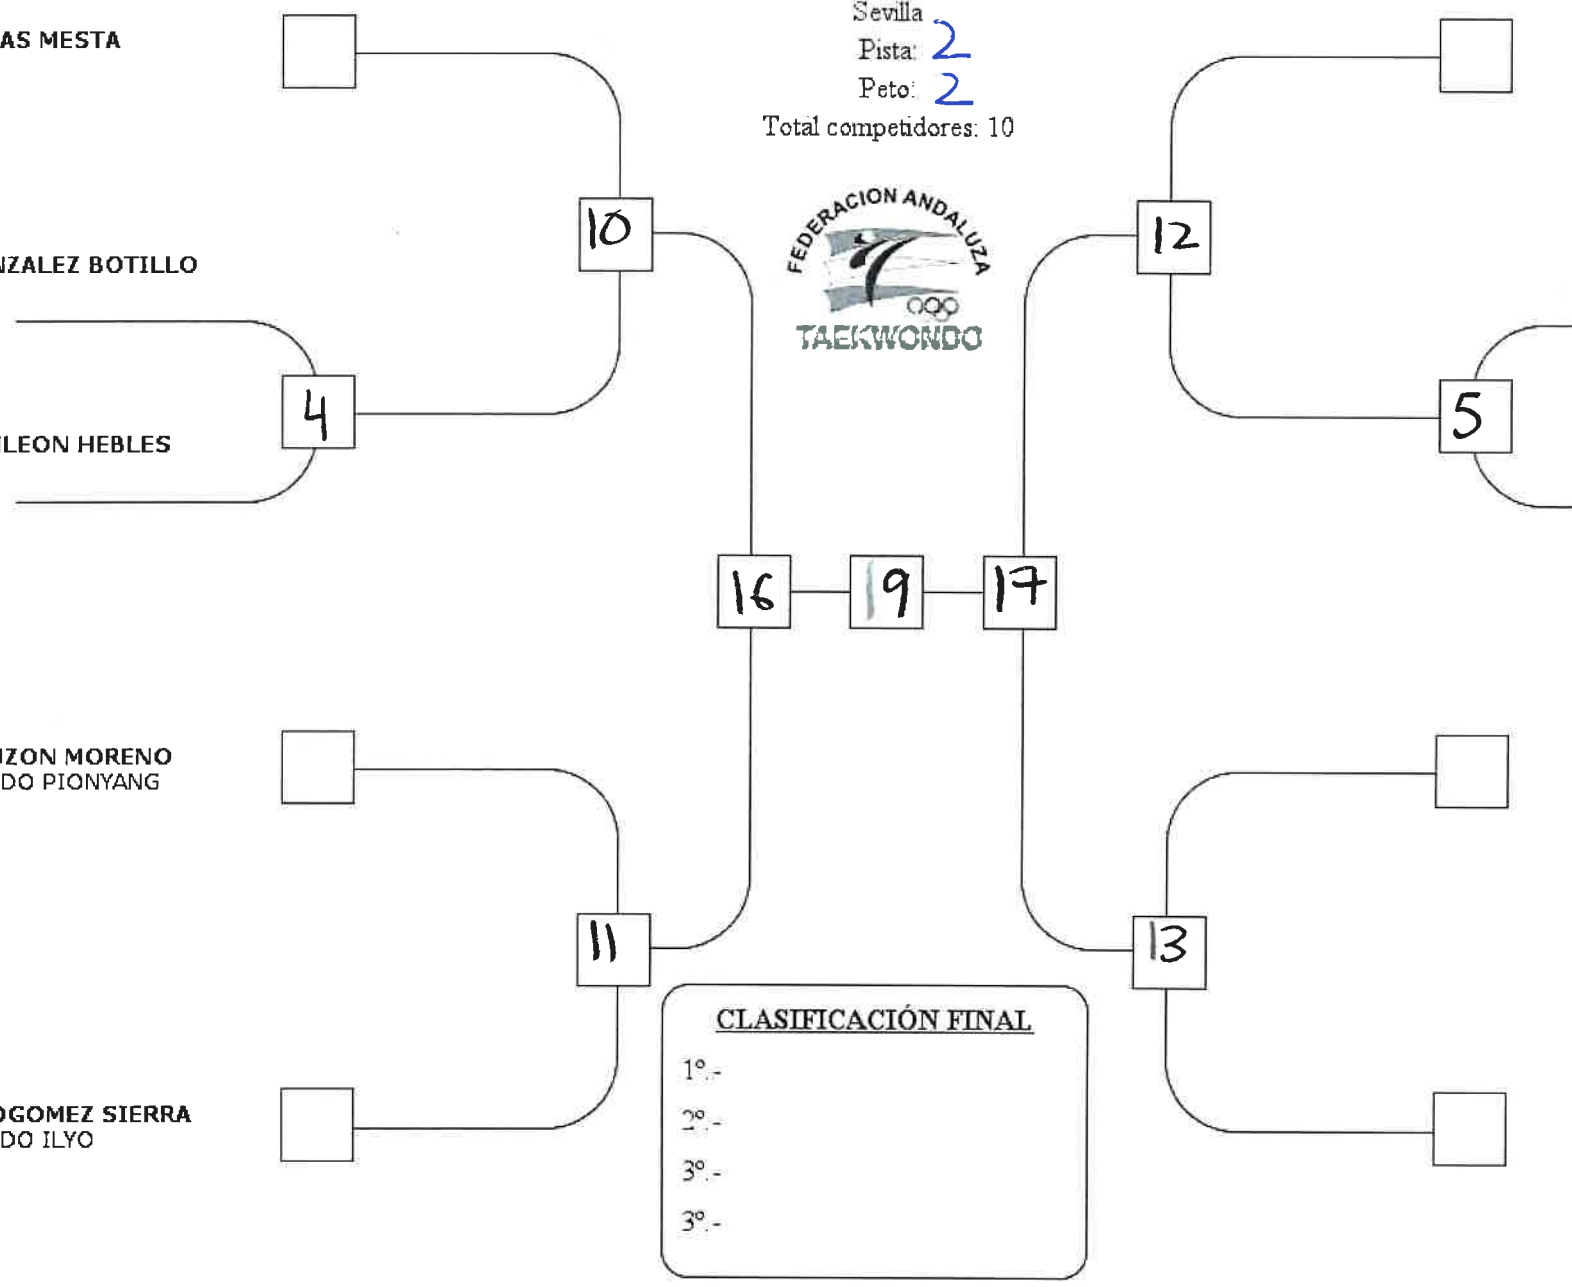 AS MESTA
NZALEZ BOTILLO
4
LEON HEBLES
10
Sevilla
Pista: 2
Peto: 2
Total competidores: 10
FEDERACION ANDALUZA
TAEKWONDO
12
5
16
19
17
ZON MORENO
DO PIONYANG
11
13
OGOMEZ SIERRA
DO ILYO
CLASIFICACIÓN FINAL
1º.-
2º.-
3º.-
3º.-